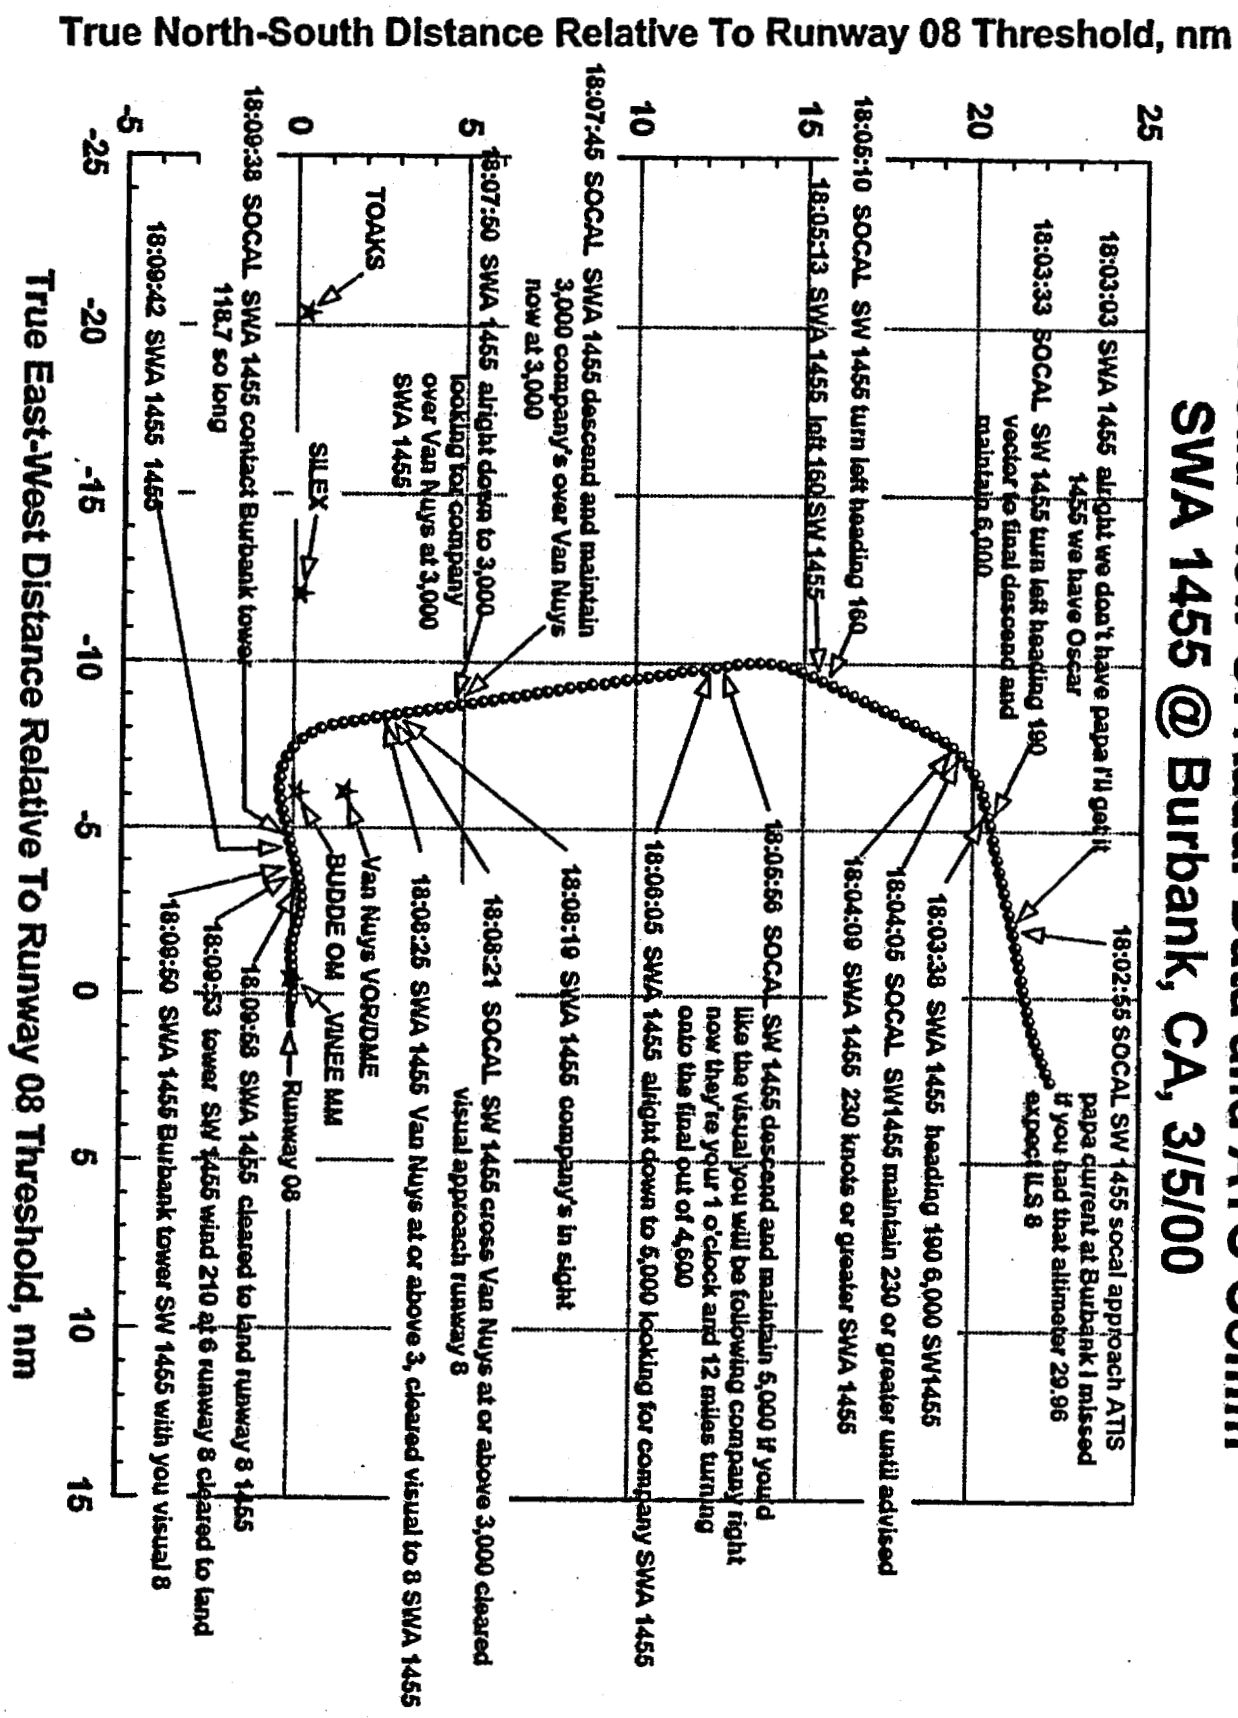 SWA 1455 @ Burbank, CA, 3/5/00
True North-South Distance Relative To Runway 08 Threshold, nm
25
20
15
10
5
0
-5
18:02:55 SOCAL SW 1455 socal approach ATIS
papa current at Burbank I missed
if you had that altimeter 29.96
expect ILS 8
18:03:03 SWA 1455 alright we don't have papa I'll get it
1455 we have Oscar
18:03:33 SOCAL SW 1455 turn left heading 190
vector to final descend and
maintain 6,000
18:03:38 SWA 1455 heading 190 6,000 SW1455
18:04:05 SOCAL SW1455 maintain 230 or greater until advised
18:04:09 SWA 1455 230 knots or greater SWA 1455
18:05:10 SOCAL SW 1455 turn left heading 160
18:05:13 SWA 1455 left 160 SW 1455
18:05:56 SOCAL SW 1455 descend and maintain 5,000 if you'd
like the visual you will be following company right
now they're your 1 o'clock and 12 miles turning
onto the final out of 4,600
18:06:05 SWA 1455 alright down to 5,000 looking for company SWA 1455
18:07:45 SOCAL SWA 1455 descend and maintain
3,000 company's over Van Nuys
now at 3,000
18:07:50 SWA 1455 alright down to 3,000
looking for company
over Van Nuys at 3,000
SWA 1455
18:08:19 SWA 1455 company's in sight
18:08:21 SOCAL SW 1455 cross Van Nuys at or above 3,000 cleared
visual approach runway 8
18:08:25 SWA 1455 Van Nuys at or above 3, cleared visual to 8 SWA 1455
TOAKS
SILEX
Van Nuys VOR/DME
BUDDE OM
VINEE MM
Runway 08
18:09:38 SOCAL SWA 1455 contact Burbank tower
118.7 so long
18:09:42 SWA 1455 1455
18:09:58 SWA 1455 cleared to land runway 8 1455
18:09:53 tower SW 1455 wind 210 at 6 runway 8 cleared to land
18:09:50 SWA 1455 Burbank tower SW 1455 with you visual 8
-25
-20
-15
-10
-5
0
5
10
15
True East-West Distance Relative To Runway 08 Threshold, nm